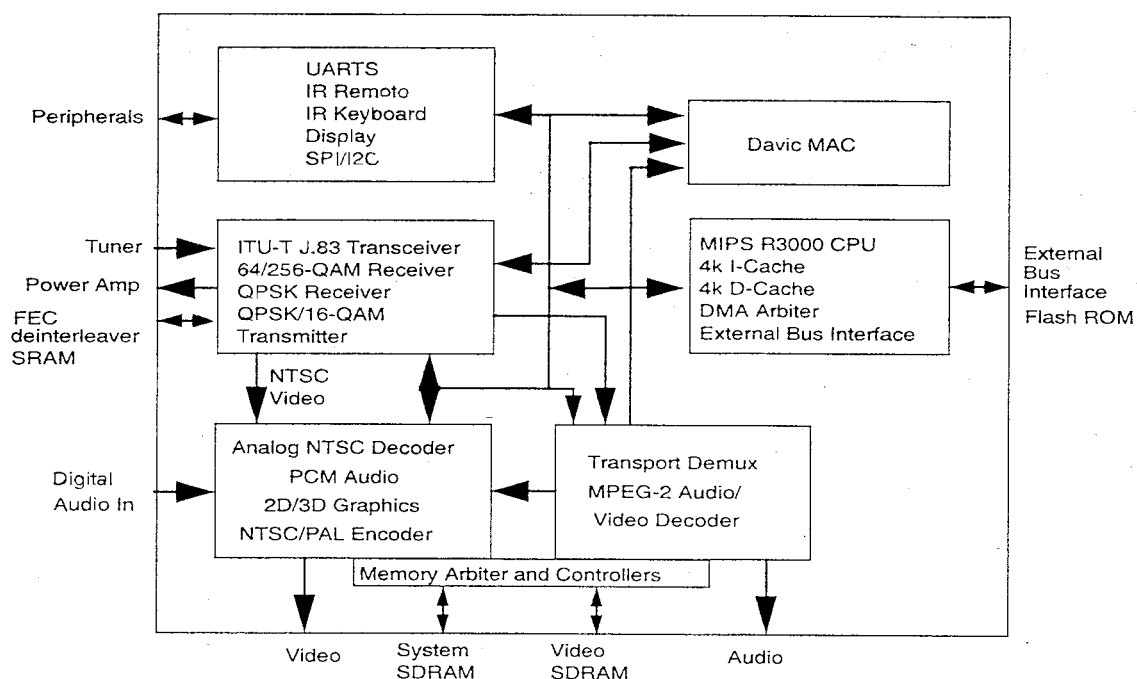 UARTS
IR Remoto
IR Keyboard
Display
SPI/I2C
Peripherals
Davic MAC
Tuner
Power Amp
FEC
deinterleaver
SRAM
ITU-T J.83 Transceiver
64/256-QAM Receiver
QPSK Receiver
QPSK/16-QAM
Transmitter
MIPS R3000 CPU
4k I-Cache
4k D-Cache
DMA Arbiter
External Bus Interface
External
Bus
Interface
Flash ROM
NTSC
Video
Digital
Audio In
Analog NTSC Decoder
PCM Audio
2D/3D Graphics
NTSC/PAL Encoder
Transport Demux
MPEG-2 Audio/
Video Decoder
Memory Arbiter and Controllers
Video
System
SDRAM
Video
SDRAM
Audio